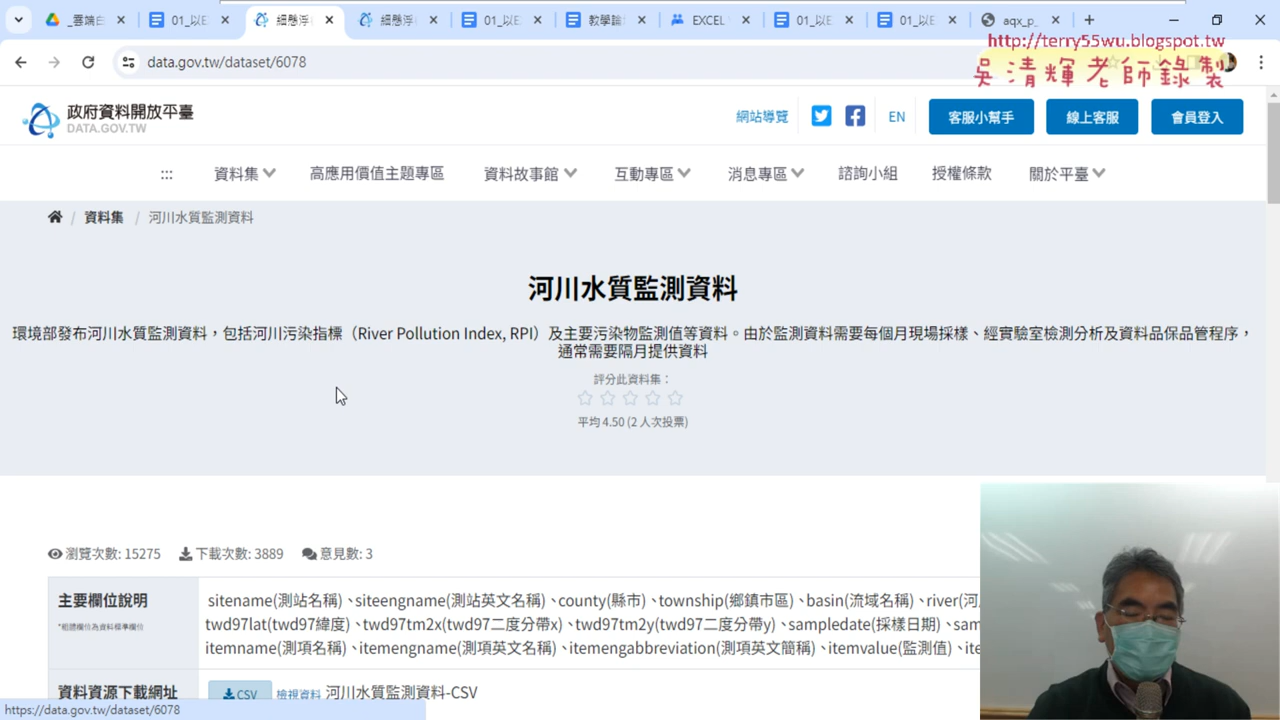 _雲端白
01_以E
細懸浮
細懸浮
01_以E
教學論
EXCEL
01_以E
01_以E
aqx_p_
data.gov.tw/dataset/6078
http://terry55wu.blogspot.tw
吳清輝老師錄製
政府資料開放平臺
DATA.GOV.TW
網站導覽
EN
客服小幫手
線上客服
會員登入
:::
資料集
高應用價值主題專區
資料故事館
互動專區
消息專區
諮詢小組
授權條款
關於平臺
/ 資料集 / 河川水質監測資料
河川水質監測資料
環境部發布河川水質監測資料，包括河川污染指標（River Pollution Index, RPI）及主要污染物監測值等資料。由於監測資料需要每個月現場採樣、經實驗室檢測分析及資料品保品管程序，
通常需要隔月提供資料
評分此資料集：
平均 4.50 (2 人次投票)
瀏覽次數: 15275
下載次數: 3889
意見數: 3
主要欄位說明
*粗體欄位為資料標準欄位
sitename(測站名稱)、siteengname(測站英文名稱)、county(縣市)、township(鄉鎮市區)、basin(流域名稱)、river(河
twd97lat(twd97緯度)、twd97tm2x(twd97二度分帶x)、twd97tm2y(twd97二度分帶y)、sampledate(採樣日期)、sam
itemname(測項名稱)、itemengname(測項英文名稱)、itemengabbreviation(測項英文簡稱)、itemvalue(監測值)、ite
資料資源下載網址
CSV
檢視資料
河川水質監測資料-CSV
https://data.gov.tw/dataset/6078